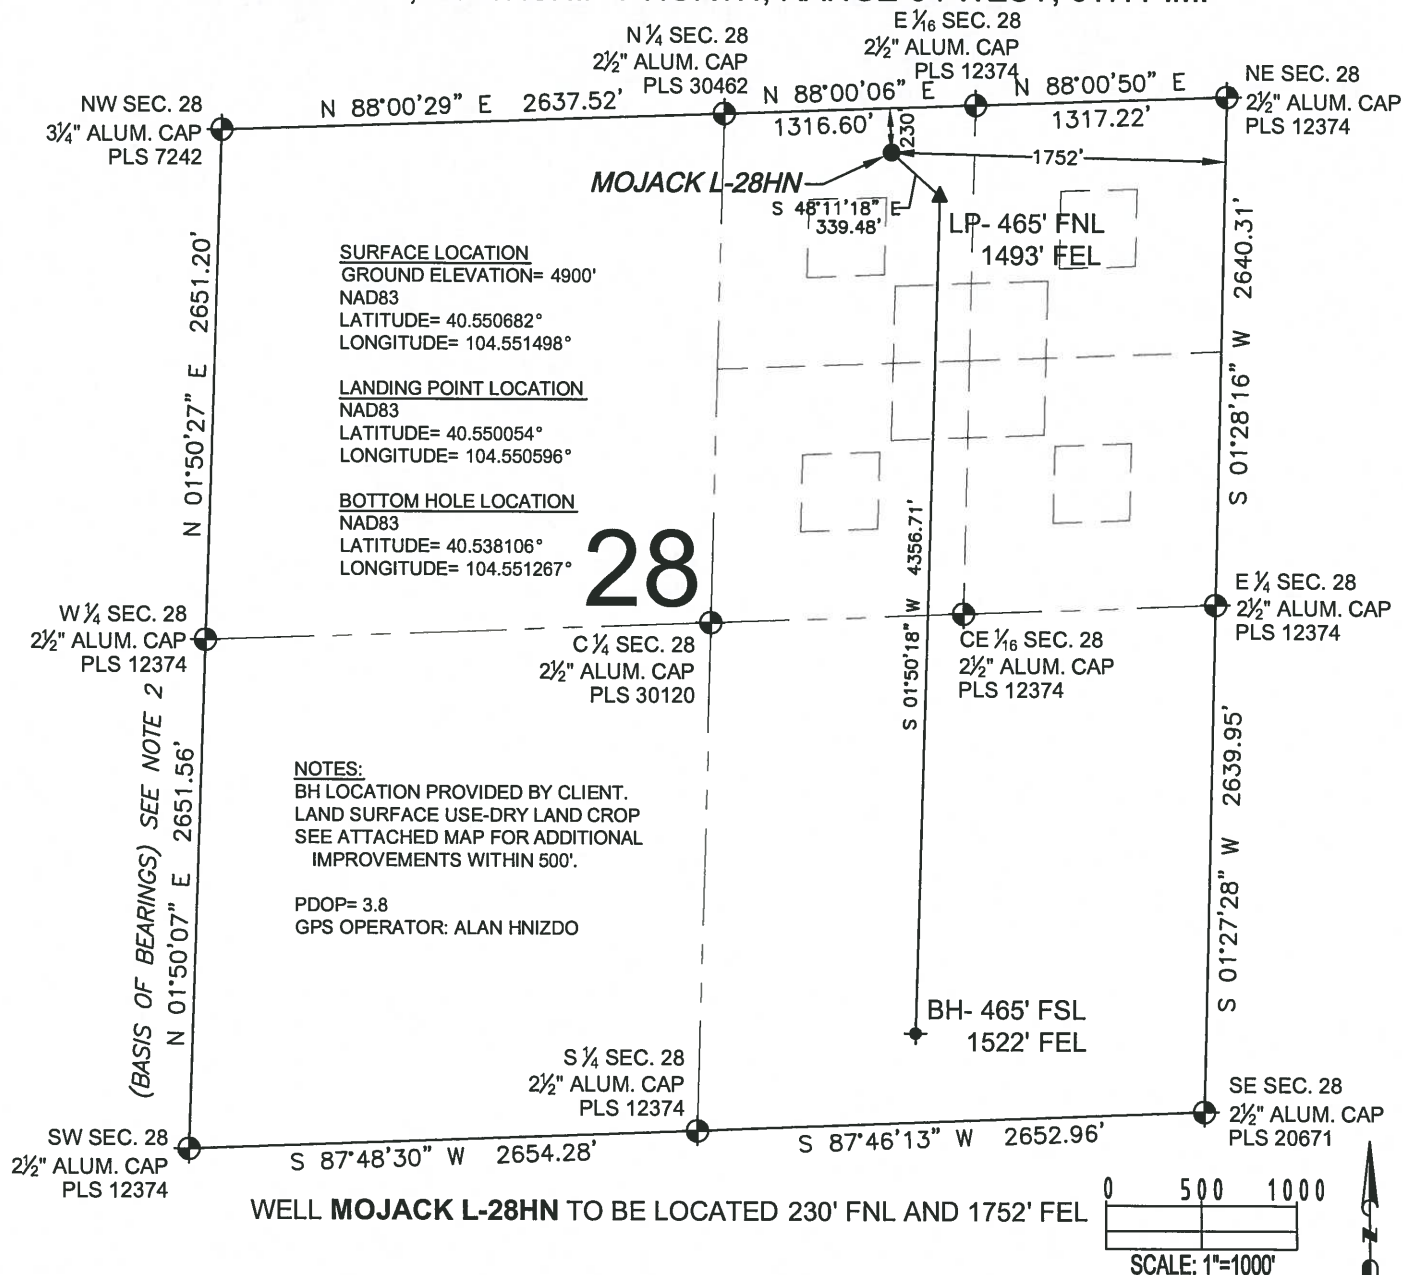 E 1/16 SEC. 28
2½" ALUM. CAP
PLS 12374
N ¼ SEC. 28
2½" ALUM. CAP
PLS 30462
NE SEC. 28
2½" ALUM. CAP
PLS 12374
NW SEC. 28
3¼" ALUM. CAP
PLS 7242
N 88°00'29" E 2637.52'
N 88°00'06" E
1316.60'
N 88°00'50" E
1317.22'
230'
1752'
MOJACK L-28HN
S 48°11'18" E
339.48'
LP- 465' FNL
1493' FEL
N 01°50'27" E 2651.20'
S 01°28'16" W 2640.31'
SURFACE LOCATION
GROUND ELEVATION= 4900'
NAD83
LATITUDE= 40.550682°
LONGITUDE= 104.551498°
LANDING POINT LOCATION
NAD83
LATITUDE= 40.550054°
LONGITUDE= 104.550596°
BOTTOM HOLE LOCATION
NAD83
LATITUDE= 40.538106°
LONGITUDE= 104.551267°
28
S 01°50'18" W 4356.71'
W ¼ SEC. 28
2½" ALUM. CAP
PLS 12374
C ¼ SEC. 28
2½" ALUM. CAP
PLS 30120
CE 1/16 SEC. 28
2½" ALUM. CAP
PLS 12374
E ¼ SEC. 28
2½" ALUM. CAP
PLS 12374
(BASIS OF BEARINGS) SEE NOTE 2
N 01°50'07" E 2651.56'
S 01°27'28" W 2639.95'
NOTES:
BH LOCATION PROVIDED BY CLIENT.
LAND SURFACE USE-DRY LAND CROP
SEE ATTACHED MAP FOR ADDITIONAL
IMPROVEMENTS WITHIN 500'.
PDOP= 3.8
GPS OPERATOR: ALAN HNIZDO
BH- 465' FSL
1522' FEL
S ¼ SEC. 28
2½" ALUM. CAP
PLS 12374
SE SEC. 28
2½" ALUM. CAP
PLS 20671
SW SEC. 28
2½" ALUM. CAP
PLS 12374
S 87°48'30" W 2654.28'
S 87°46'13" W 2652.96'
WELL MOJACK L-28HN TO BE LOCATED 230' FNL AND 1752' FEL
0 500 1000
SCALE: 1"=1000'
N